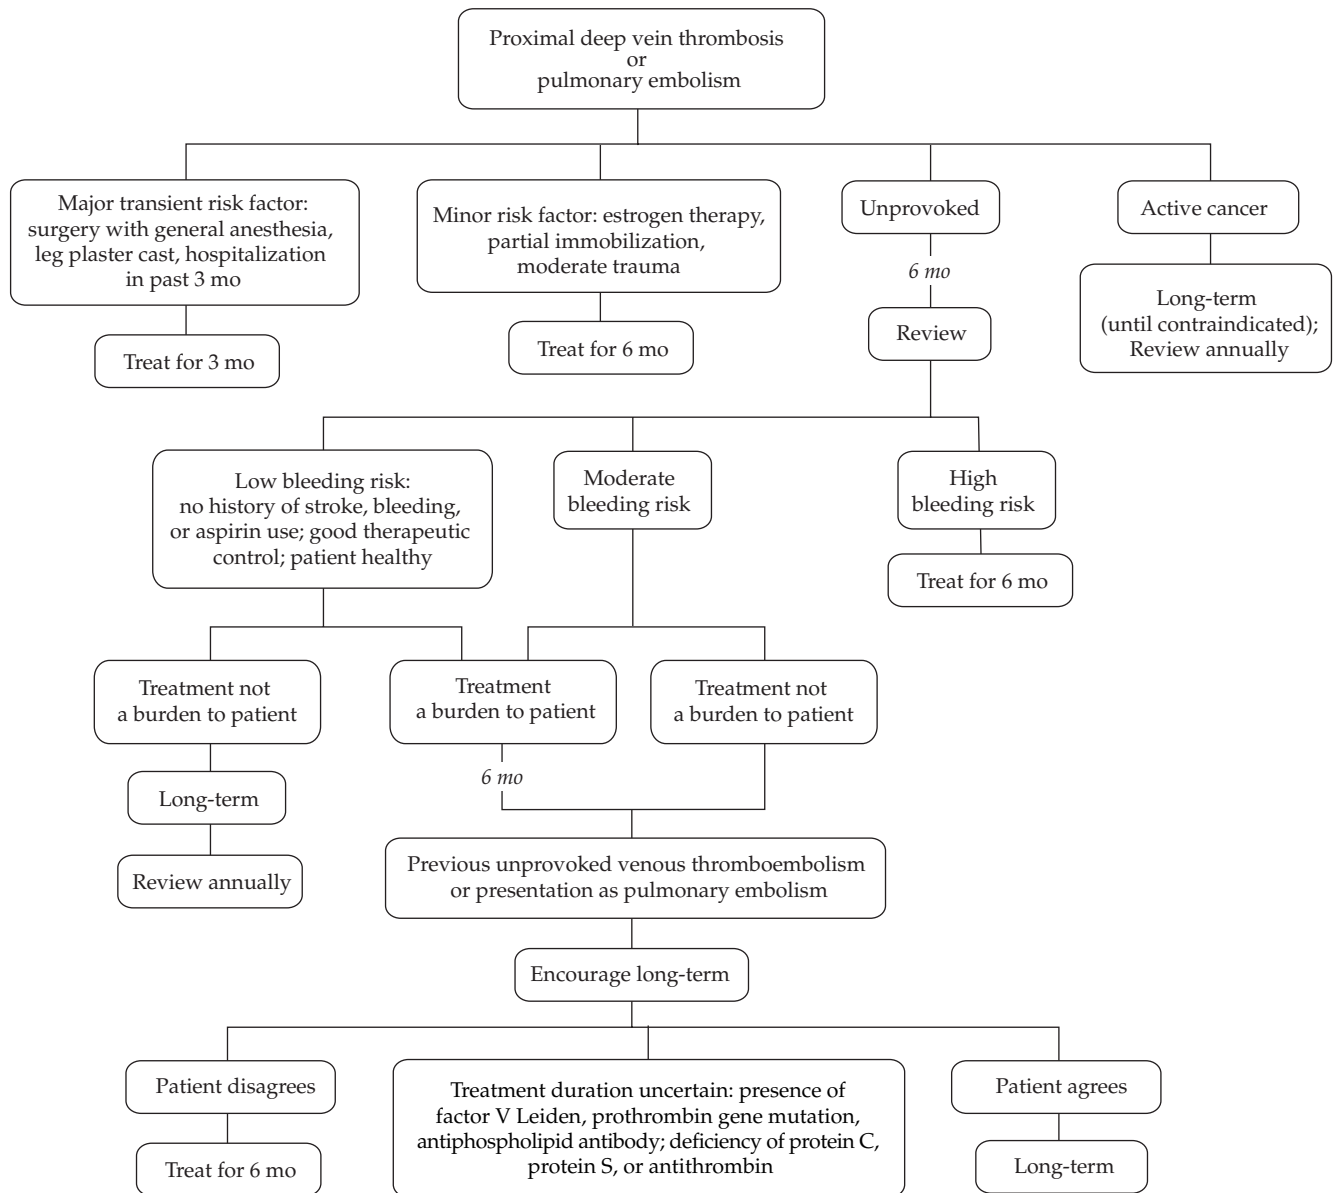 Proximal deep vein thrombosis
or
pulmonary embolism
Major transient risk factor:
surgery with general anesthesia,
leg plaster cast, hospitalization
in past 3 mo
Treat for 3 mo
Minor risk factor: estrogen therapy,
partial immobilization,
moderate trauma
Treat for 6 mo
Unprovoked
6 mo
Review
Active cancer
Long-term
(until contraindicated);
Review annually
Low bleeding risk:
no history of stroke, bleeding,
or aspirin use; good therapeutic
control; patient healthy
Moderate
bleeding risk
High
bleeding risk
Treat for 6 mo
Treatment not
a burden to patient
Treatment
a burden to patient
Treatment not
a burden to patient
Long-term
Review annually
6 mo
Previous unprovoked venous thromboembolism
or presentation as pulmonary embolism
Encourage long-term
Patient disagrees
Treat for 6 mo
Treatment duration uncertain: presence of
factor V Leiden, prothrombin gene mutation,
antiphospholipid antibody; deficiency of protein C,
protein S, or antithrombin
Patient agrees
Long-term